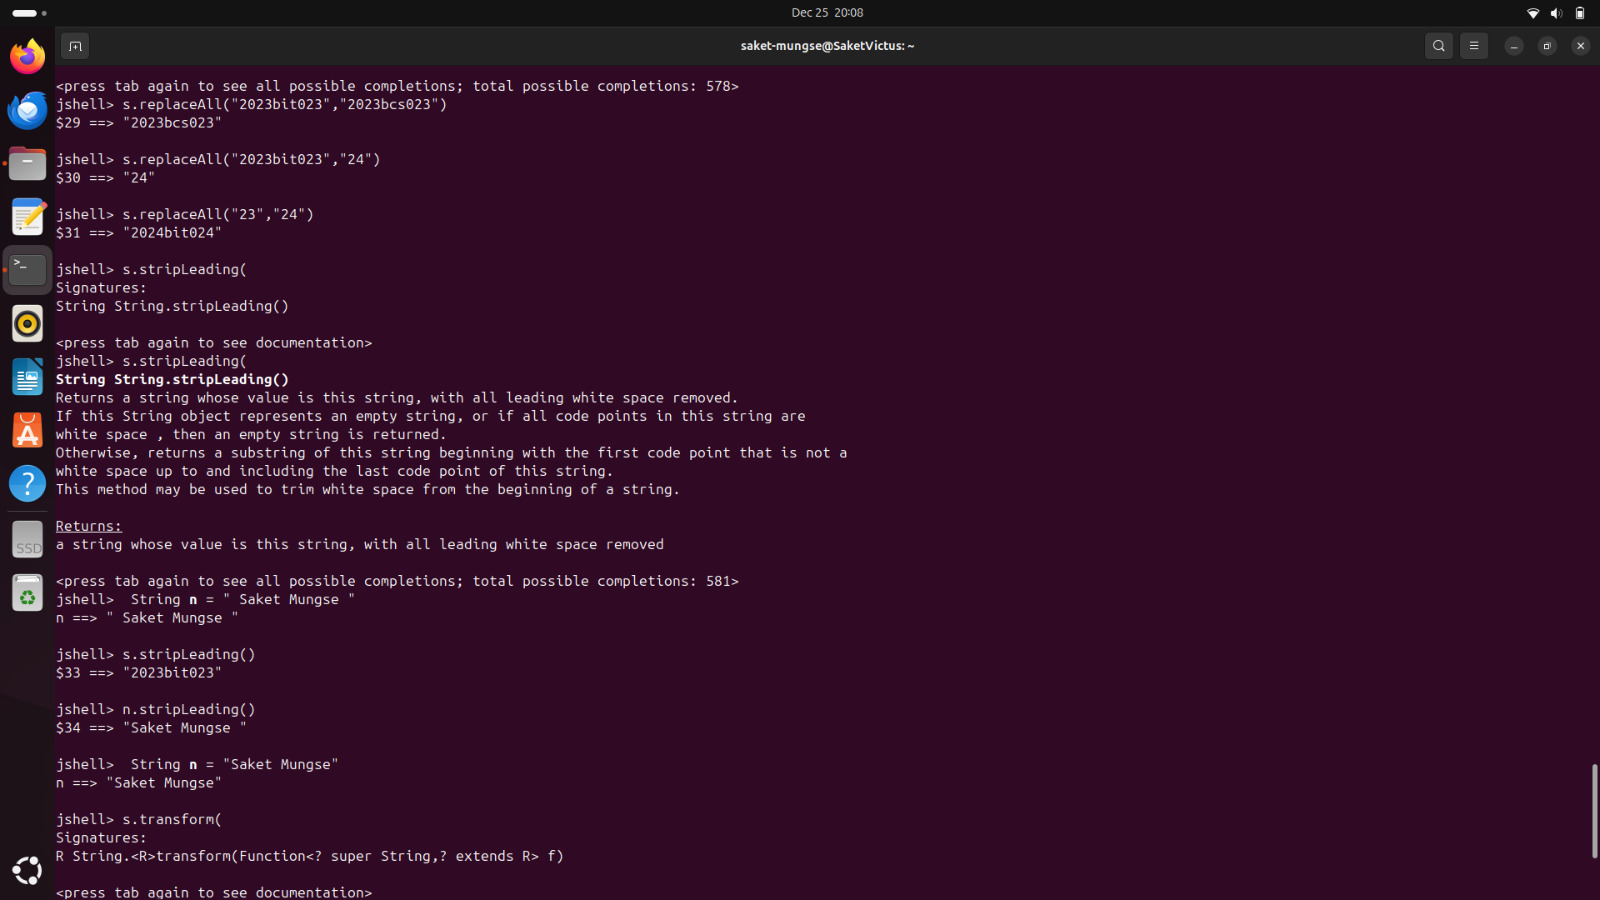 Dec 25 20:08
saket-mungse@SaketVictus: ~
<press tab again to see all possible completions; total possible completions: 578>
jshell> s.replaceAll("2023bit023","2023bcs023")
$29 ==> "2023bcs023"
jshell> s.replaceAll("2023bit023","24")
$30 ==> "24"
jshell> s.replaceAll("23","24")
$31 ==> "2024bit024"
jshell> s.stripLeading(
Signatures:
String String.stripLeading()
<press tab again to see documentation>
jshell> s.stripLeading(
String String.stripLeading()
Returns a string whose value is this string, with all leading white space removed.
If this String object represents an empty string, or if all code points in this string are
white space , then an empty string is returned.
Otherwise, returns a substring of this string beginning with the first code point that is not a
white space up to and including the last code point of this string.
This method may be used to trim white space from the beginning of a string.
Returns:
a string whose value is this string, with all leading white space removed
<press tab again to see all possible completions; total possible completions: 581>
jshell>  String n = " Saket Mungse "
n ==> " Saket Mungse "
jshell> s.stripLeading()
$33 ==> "2023bit023"
jshell> n.stripLeading()
$34 ==> "Saket Mungse "
jshell>  String n = "Saket Mungse"
n ==> "Saket Mungse"
jshell> s.transform(
Signatures:
R String.<R>transform(Function<? super String,? extends R> f)
<press tab again to see documentation>
SSD